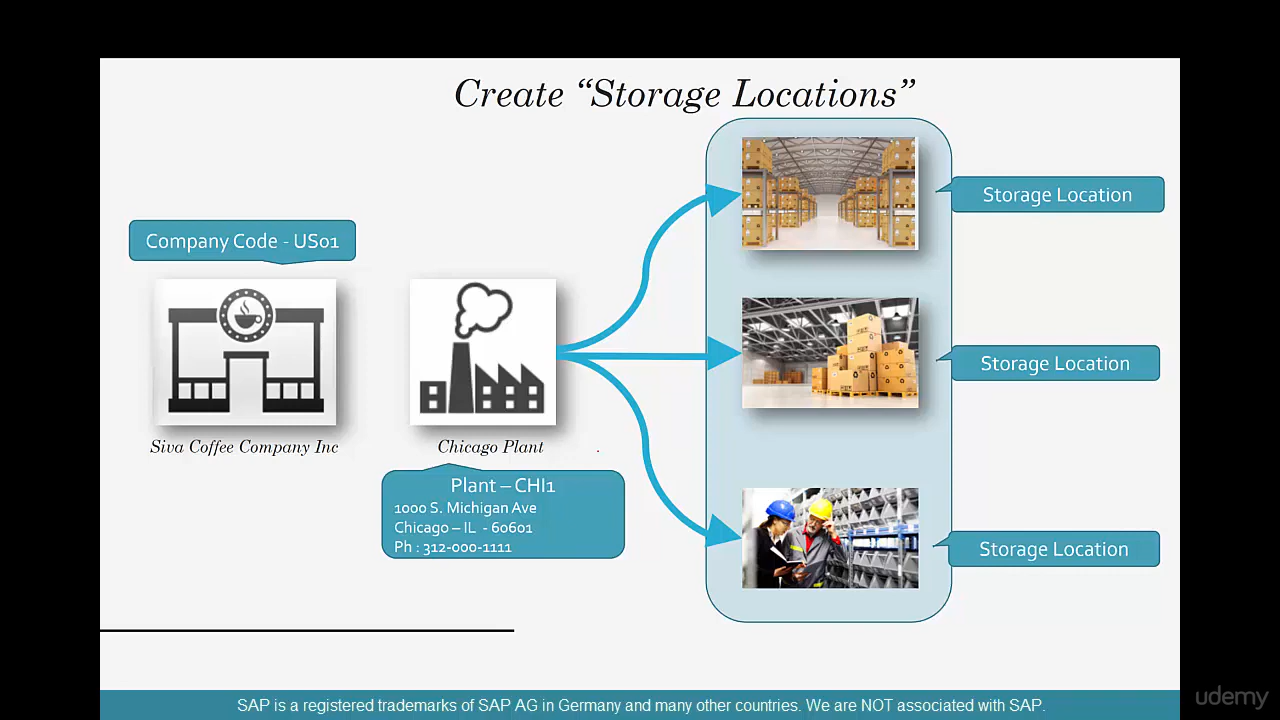 Create “Storage Locations”
Storage Location
Company Code - US01
Storage Location
Siva Coffee Company Inc
Chicago Plant
.
Plant – CHI1
1000 S. Michigan Ave
Chicago – IL - 60601
Ph : 312-000-1111
Storage Location
SAP is a registered trademarks of SAP AG in Germany and many other countries. We are NOT associated with SAP.
udemy